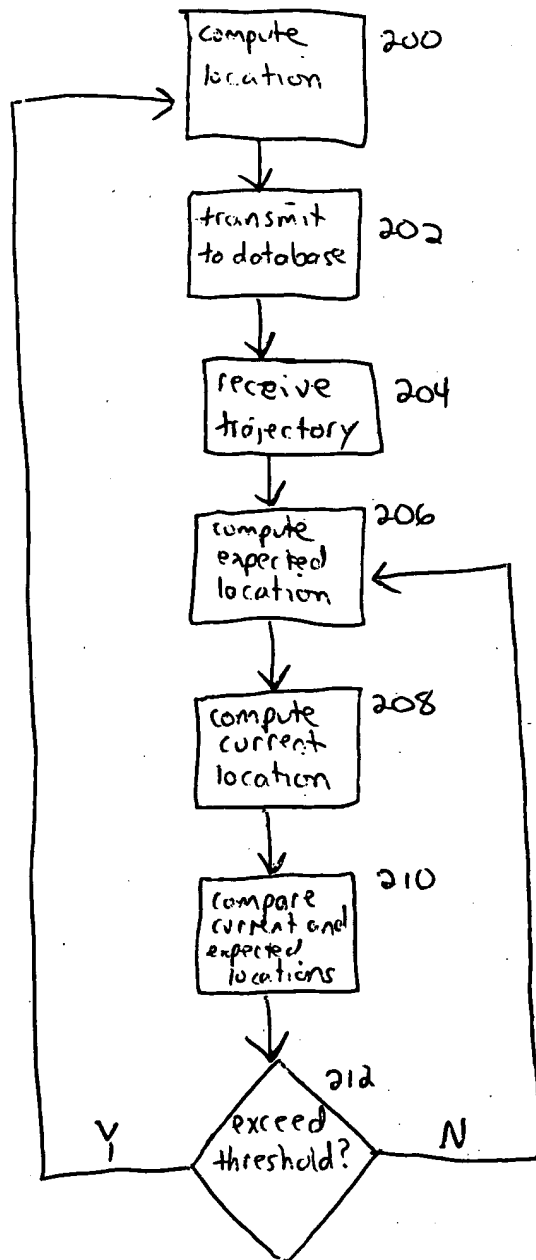 compute
location
200
transmit
to database
202
receive
trajectory
204
compute
expected
location
206
compute
current
location
208
compare
current and
expected
locations
210
exceed
threshold?
212
Y
N